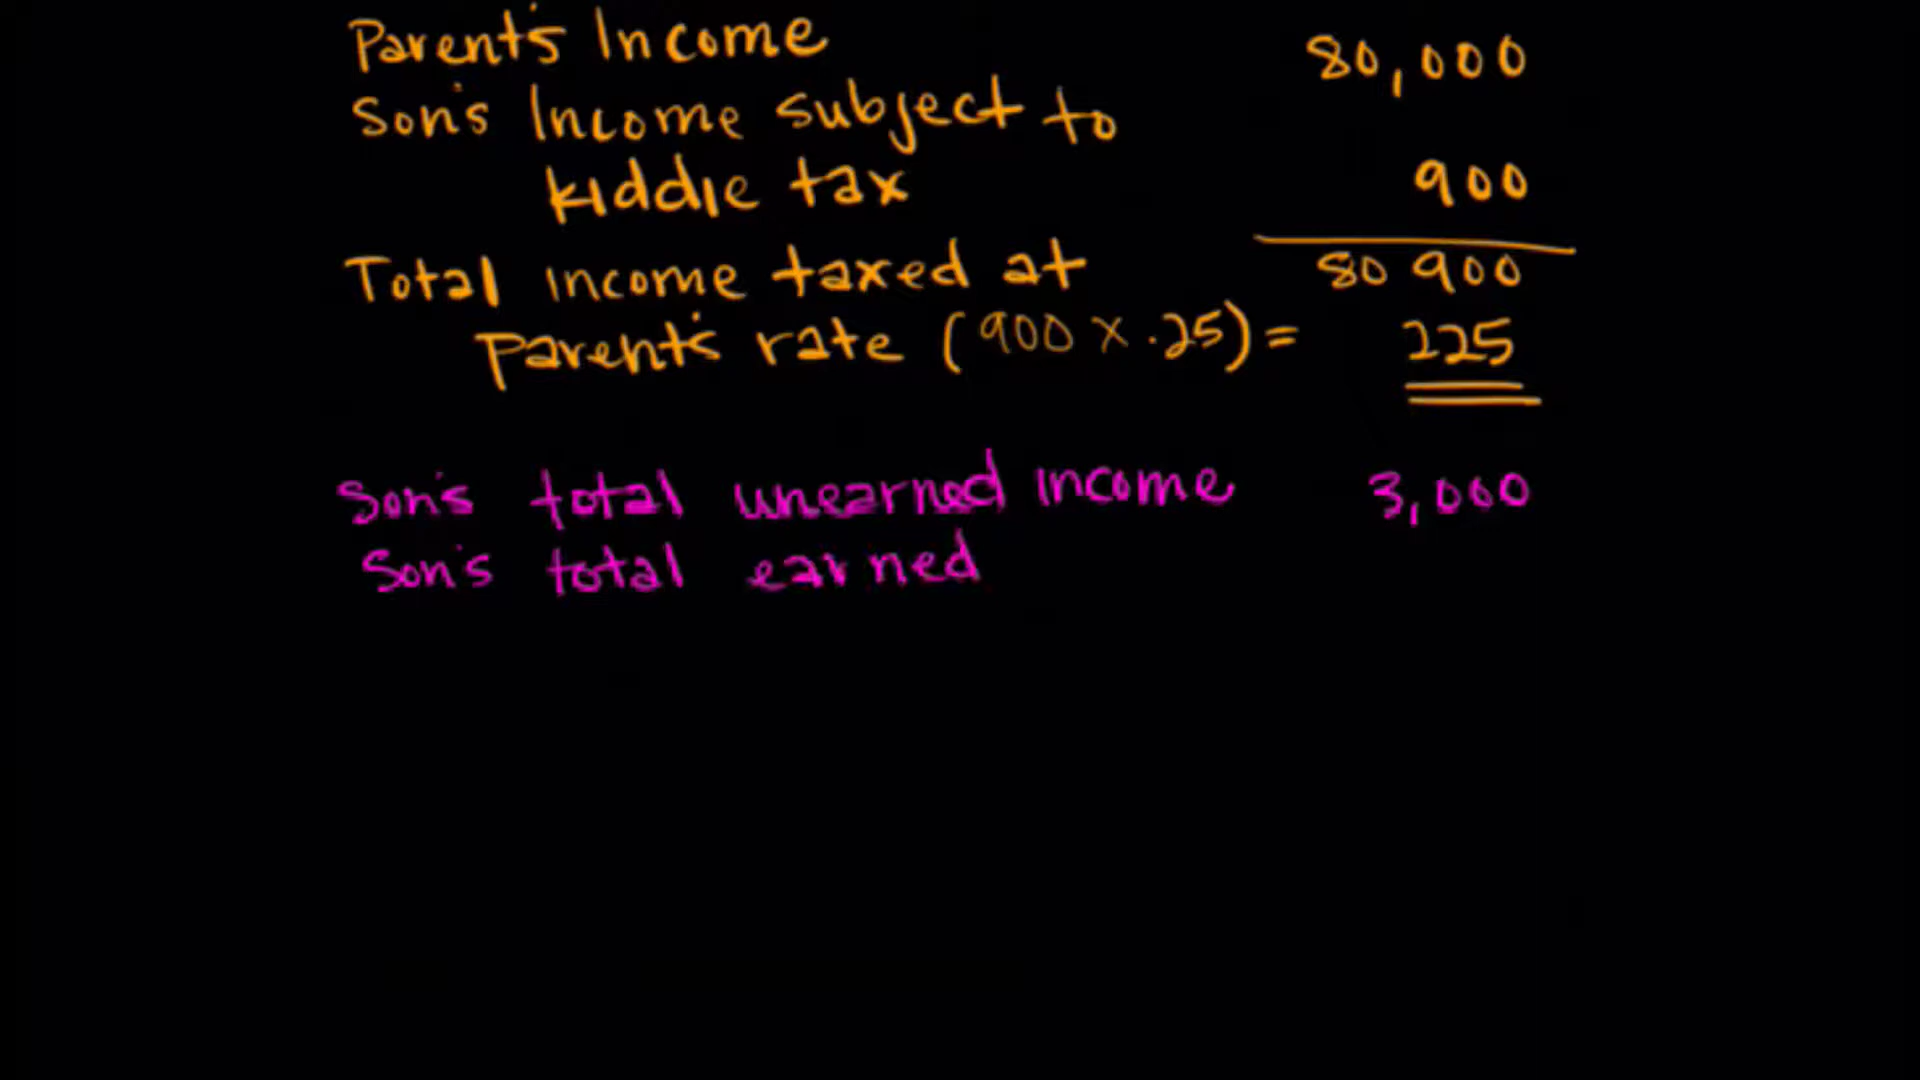 Parent's Income 80,000
Son's Income subject to
kiddie tax 900
Total income taxed at 80 900
parent's rate (900 x .25) = 225
Son's total unearned income 3,000
Son's total earned